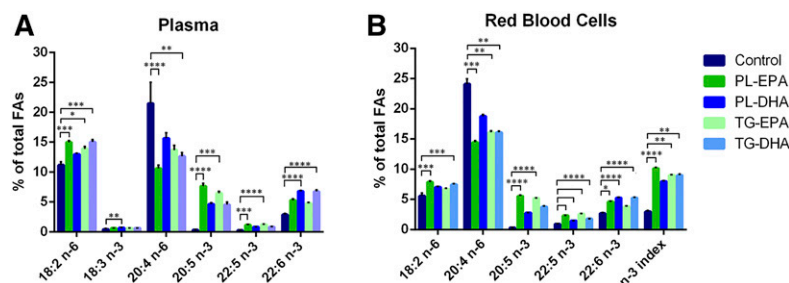 A
Plasma
% of total FAs
30
25
20
15
10
5
0
***
*
***
**
****
**
****
***
***
****
****
****
18:2 n-6
18:3 n-3
20:4 n-6
20:5 n-3
22:5 n-3
22:6 n-3
B
Red Blood Cells
% of total FAs
30
25
20
15
10
5
0
***
***
***
**
**
****
****
****
*
****
****
****
**
**
18:2 n-6
20:4 n-6
20:5 n-3
22:5 n-3
22:6 n-3
n-3 index
Control
PL-EPA
PL-DHA
TG-EPA
TG-DHA